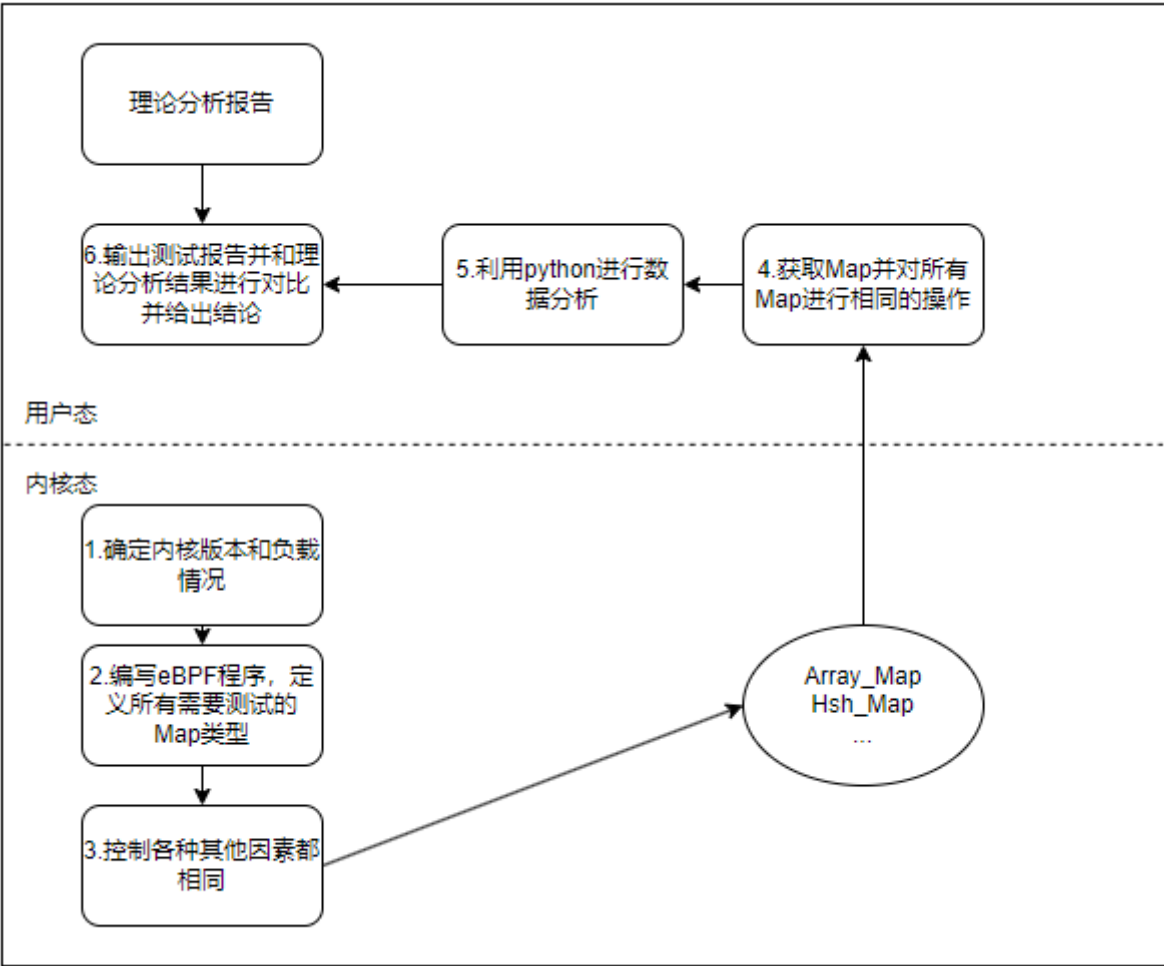 理论分析报告
6.输出测试报告并和理
论分析结果进行对比
并给出结论
5.利用python进行数
据分析
4.获取Map并对所有
Map进行相同的操作
用户态
内核态
1.确定内核版本和负载
情况
2.编写eBPF程序，定
义所有需要测试的
Map类型
3.控制各种其他因素都
相同
Array_Map
Hsh_Map
...